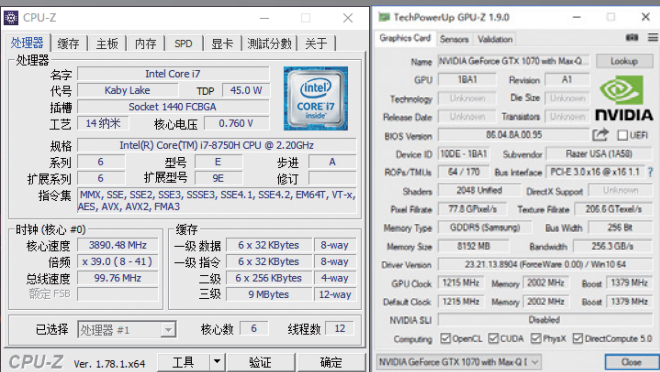 CPU-Z
处理器 缓存 主板 内存 SPD 显卡 測試分數 关于
处理器
名字 Intel Core i7
代号 Kaby Lake TDP 45.0 W
插槽 Socket 1440 FCBGA
工艺 14 纳米 核心电压 0.760 V
intel
CORE i7
inside
规格 Intel(R) Core(TM) i7-8750H CPU @ 2.20GHz
系列 6 型号 E 步进 A
扩展系列 6 扩展型号 9E 修订
指令集 MMX, SSE, SSE2, SSE3, SSSE3, SSE4.1, SSE4.2, EM64T, VT-x,
AES, AVX, AVX2, FMA3
时钟 (核心 #0)
核心速度 3890.48 MHz
倍频 x 39.0 ( 8 - 41 )
总线速度 99.76 MHz
额定 FSB
缓存
一级 数据 6 x 32 KBytes 8-way
一级 指令 6 x 32 KBytes 8-way
二级 6 x 256 KBytes 4-way
三级 9 MBytes 12-way
已选择 处理器 #1 核心数 6 线程数 12
CPU-Z Ver. 1.78.1.x64 工具 验证 确定
TechPowerUp GPU-Z 1.9.0
Graphics Card Sensors Validation
Name NVIDIA GeForce GTX 1070 with Max-Q... Lookup
GPU 1BA1 Revision A1
Technology Unknown Die Size Unknown
Release Date Unknown Transistors Unknown
NVIDIA
BIOS Version 86.04.8A.00.95 UEFI
Device ID 10DE - 1BA1 Subvendor Razer USA (1A58)
ROPs/TMUs 64 / 170 Bus Interface PCI-E 3.0 x16 @ x16 1.1 ?
Shaders 2048 Unified DirectX Support Unknown
Pixel Fillrate 77.8 GPixel/s Texture Fillrate 206.6 GTexel/s
Memory Type GDDR5 (Samsung) Bus Width 256 Bit
Memory Size 8192 MB Bandwidth 256.3 GB/s
Driver Version 23.21.13.8904 (ForceWare 0.00) / Win10 64
GPU Clock 1215 MHz Memory 2002 MHz Boost 1379 MHz
Default Clock 1215 MHz Memory 2002 MHz Boost 1379 MHz
NVIDIA SLI Disabled
Computing OpenCL CUDA PhysX DirectCompute 5.0
NVIDIA GeForce GTX 1070 with Max-Q Close